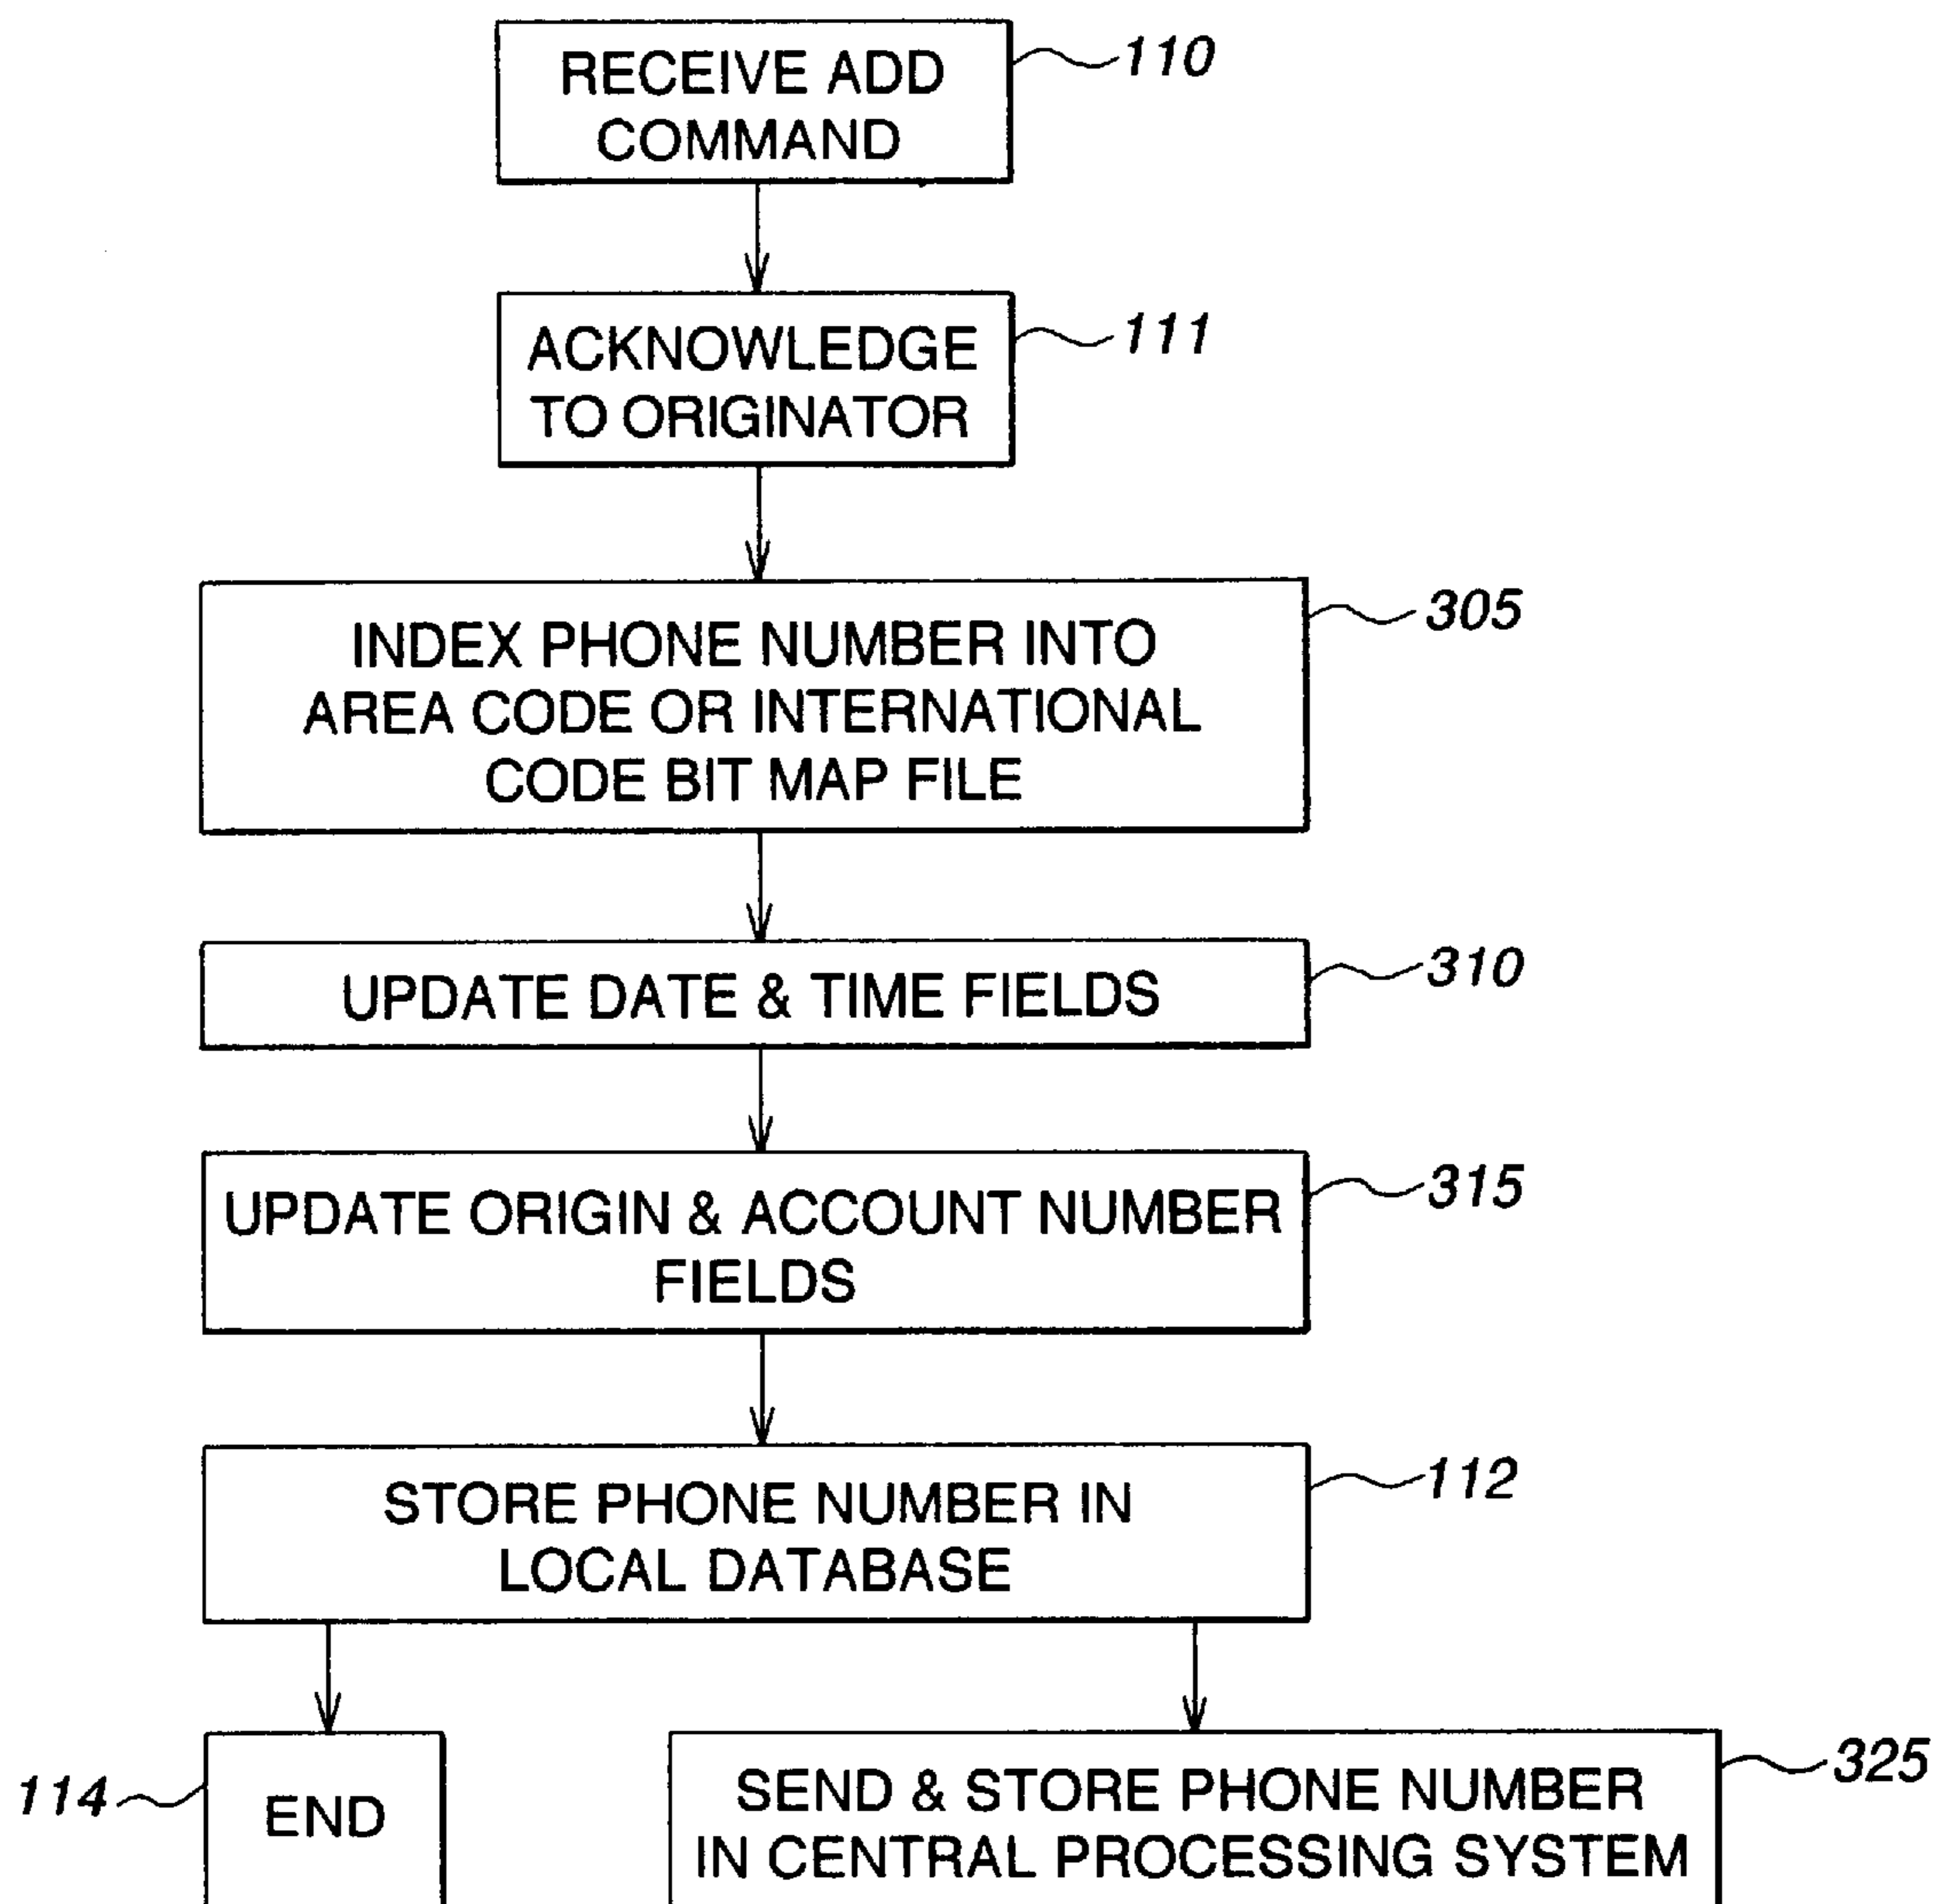 RECEIVE ADD
COMMAND
110
ACKNOWLEDGE
TO ORIGINATOR
111
INDEX PHONE NUMBER INTO
AREA CODE OR INTERNATIONAL
CODE BIT MAP FILE
305
UPDATE DATE & TIME FIELDS
310
UPDATE ORIGIN & ACCOUNT NUMBER
FIELDS
315
STORE PHONE NUMBER IN
LOCAL DATABASE
112
114
END
SEND & STORE PHONE NUMBER
IN CENTRAL PROCESSING SYSTEM
325